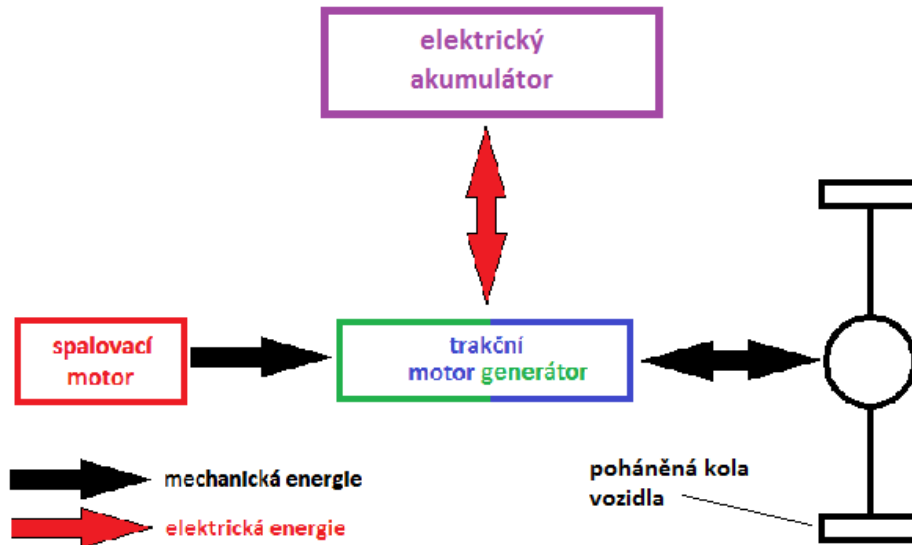 elektrický
akumulátor
spalovací
motor
trakční
motor generátor
mechanická energie
elektrická energie
poháněná kola
vozidla